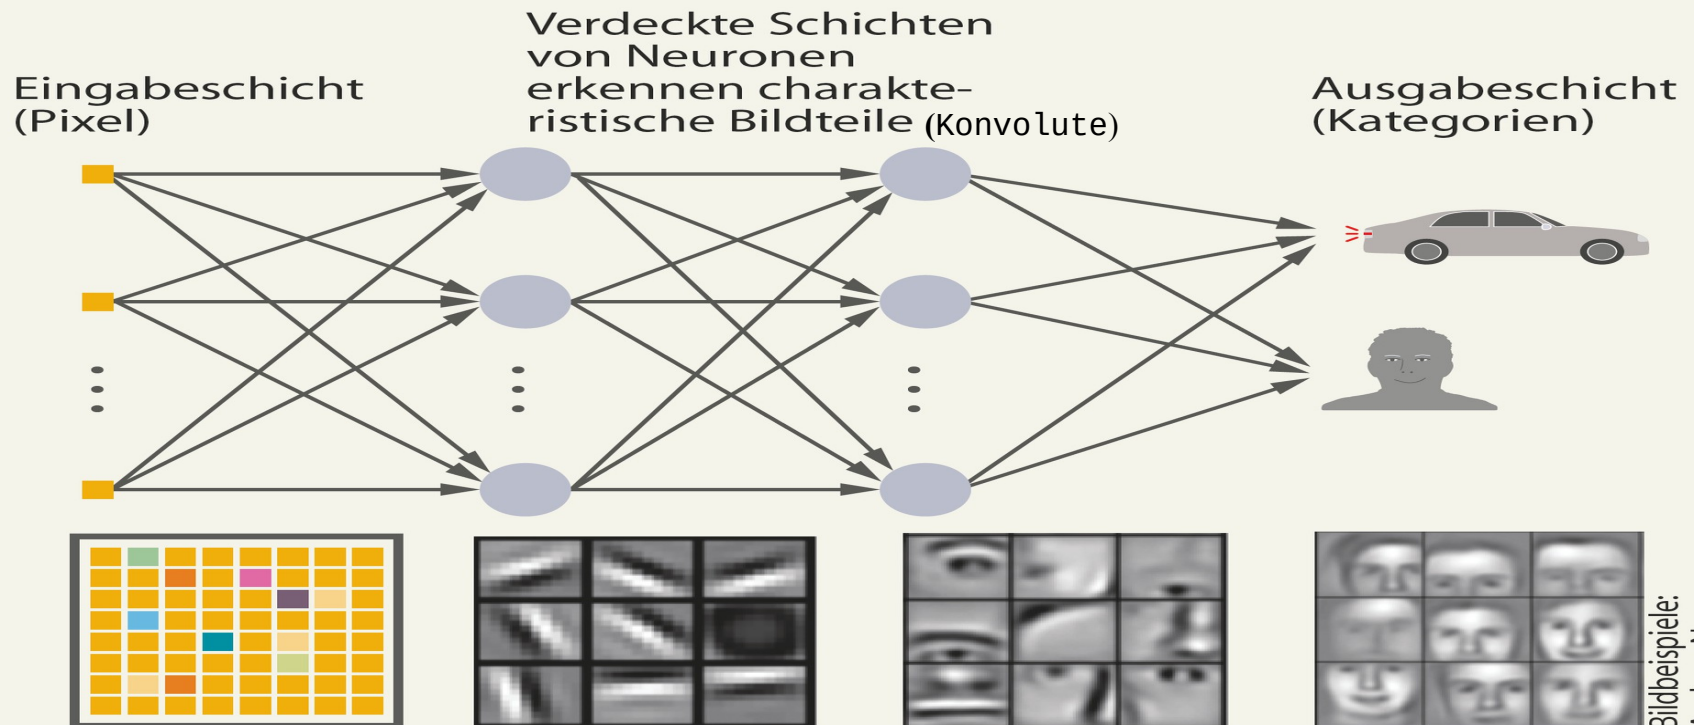 Eingabeschicht
(Pixel)
Verdeckte Schichten
von Neuronen
erkennen charakte-
ristische Bildteile (Konvolute)
Ausgabeschicht
(Kategorien)
Bildbeispiele: